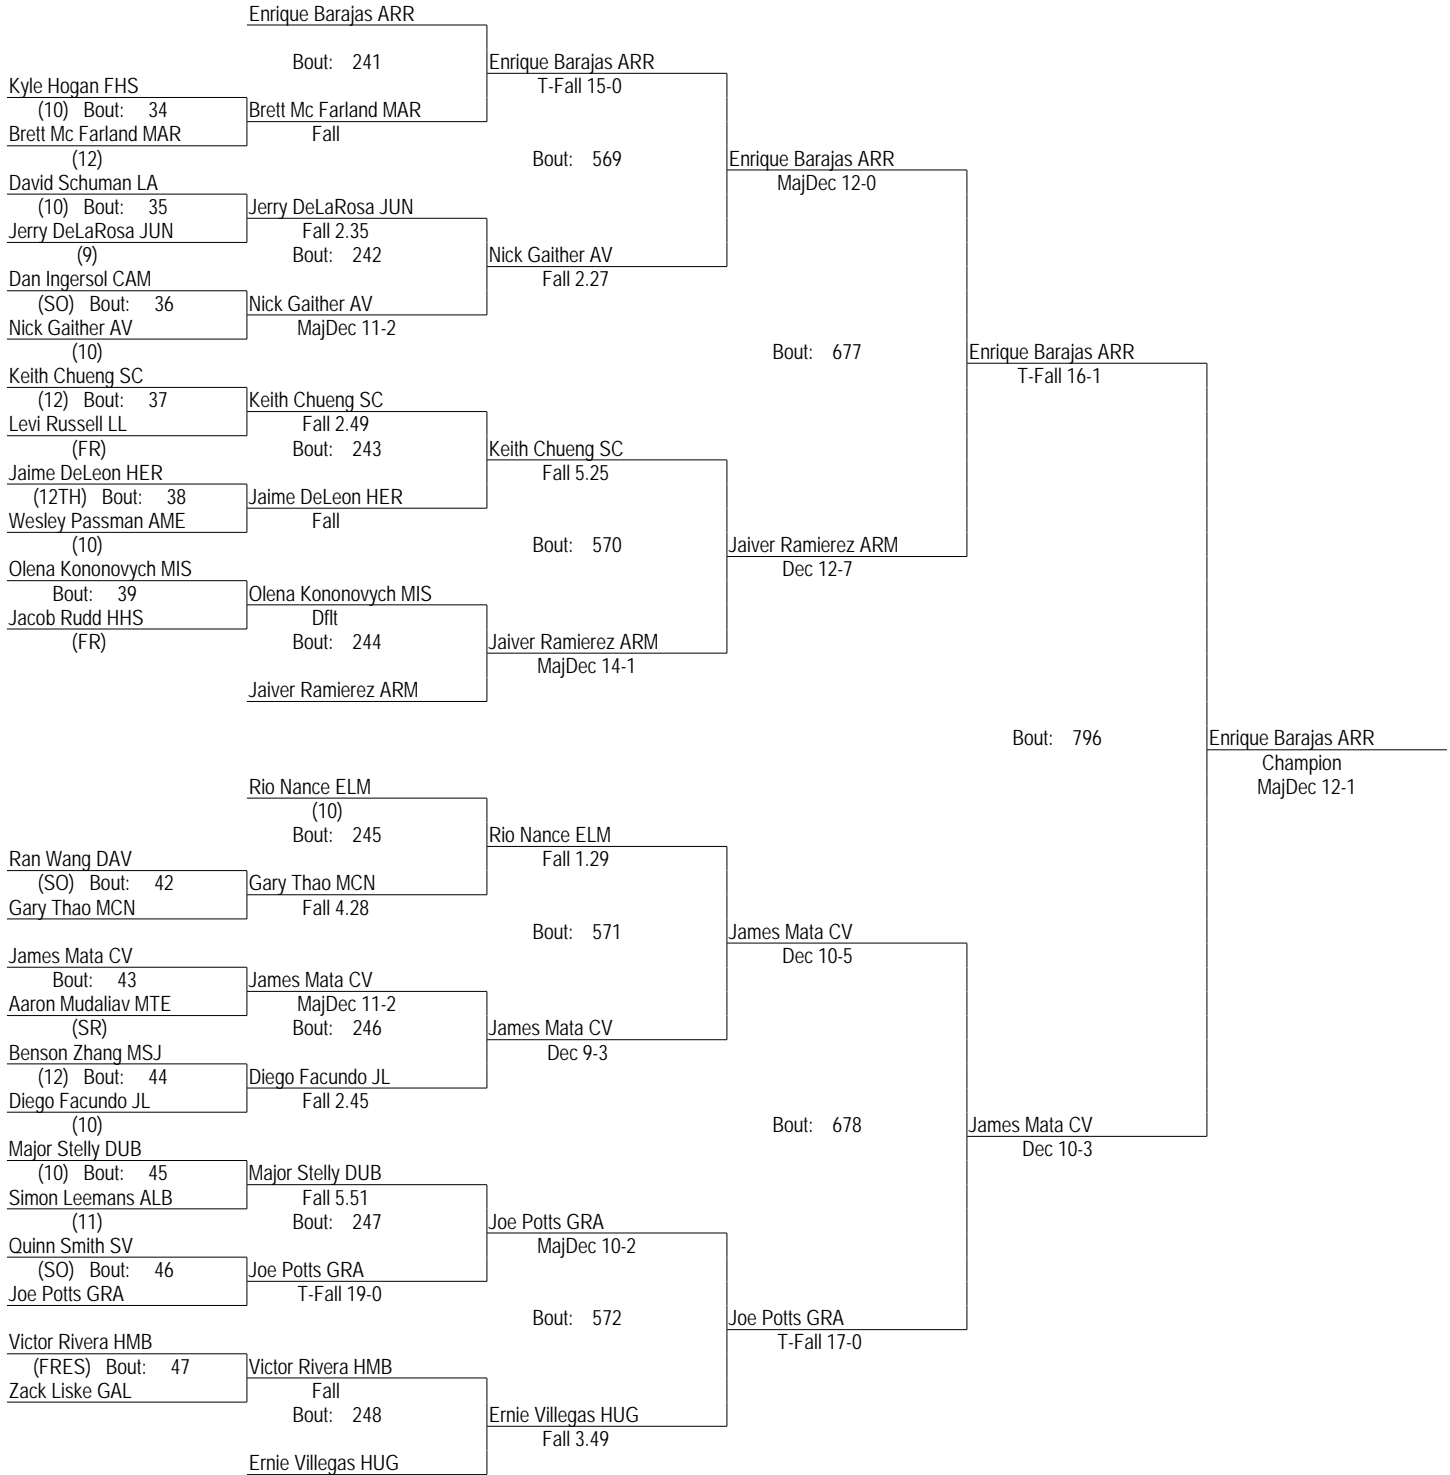 Enrique Barajas ARR
Bout: 241
Enrique Barajas ARR
Kyle Hogan FHS
T-Fall 15-0
(10) Bout: 34
Brett Mc Farland MAR
Brett Mc Farland MAR
Fall
(12)
Bout: 569
Enrique Barajas ARR
David Schuman LA
MajDec 12-0
(10) Bout: 35
Jerry DeLaRosa JUN
Jerry DeLaRosa JUN
Fall 2.35
(9)
Bout: 242
Nick Gaither AV
Dan Ingersol CAM
Fall 2.27
(SO) Bout: 36
Nick Gaither AV
Nick Gaither AV
MajDec 11-2
(10)
Bout: 677
Enrique Barajas ARR
Keith Chueng SC
T-Fall 16-1
(12) Bout: 37
Keith Chueng SC
Levi Russell LL
Fall 2.49
(FR)
Bout: 243
Keith Chueng SC
Jaime DeLeon HER
Fall 5.25
(12TH) Bout: 38
Jaime DeLeon HER
Wesley Passman AME
Fall
(10)
Bout: 570
Jaiver Ramierez ARM
Olena Kononovych MIS
Dec 12-7
Bout: 39
Olena Kononovych MIS
Jacob Rudd HHS
Dflt
(FR)
Bout: 244
Jaiver Ramierez ARM
MajDec 14-1
Jaiver Ramierez ARM
Bout: 796
Enrique Barajas ARR
Champion
MajDec 12-1
Rio Nance ELM
(10)
Bout: 245
Rio Nance ELM
Ran Wang DAV
Fall 1.29
(SO) Bout: 42
Gary Thao MCN
Gary Thao MCN
Fall 4.28
Bout: 571
James Mata CV
James Mata CV
Dec 10-5
Bout: 43
James Mata CV
Aaron Mudaliav MTE
MajDec 11-2
(SR)
Bout: 246
James Mata CV
Benson Zhang MSJ
Dec 9-3
(12) Bout: 44
Diego Facundo JL
Diego Facundo JL
Fall 2.45
(10)
Bout: 678
James Mata CV
Major Stelly DUB
Dec 10-3
(10) Bout: 45
Major Stelly DUB
Simon Leemans ALB
Fall 5.51
(11)
Bout: 247
Joe Potts GRA
Quinn Smith SV
MajDec 10-2
(SO) Bout: 46
Joe Potts GRA
Joe Potts GRA
T-Fall 19-0
Bout: 572
Joe Potts GRA
Victor Rivera HMB
T-Fall 17-0
(FRES) Bout: 47
Victor Rivera HMB
Zack Liske GAL
Fall
Bout: 248
Ernie Villegas HUG
Fall 3.49
Ernie Villegas HUG